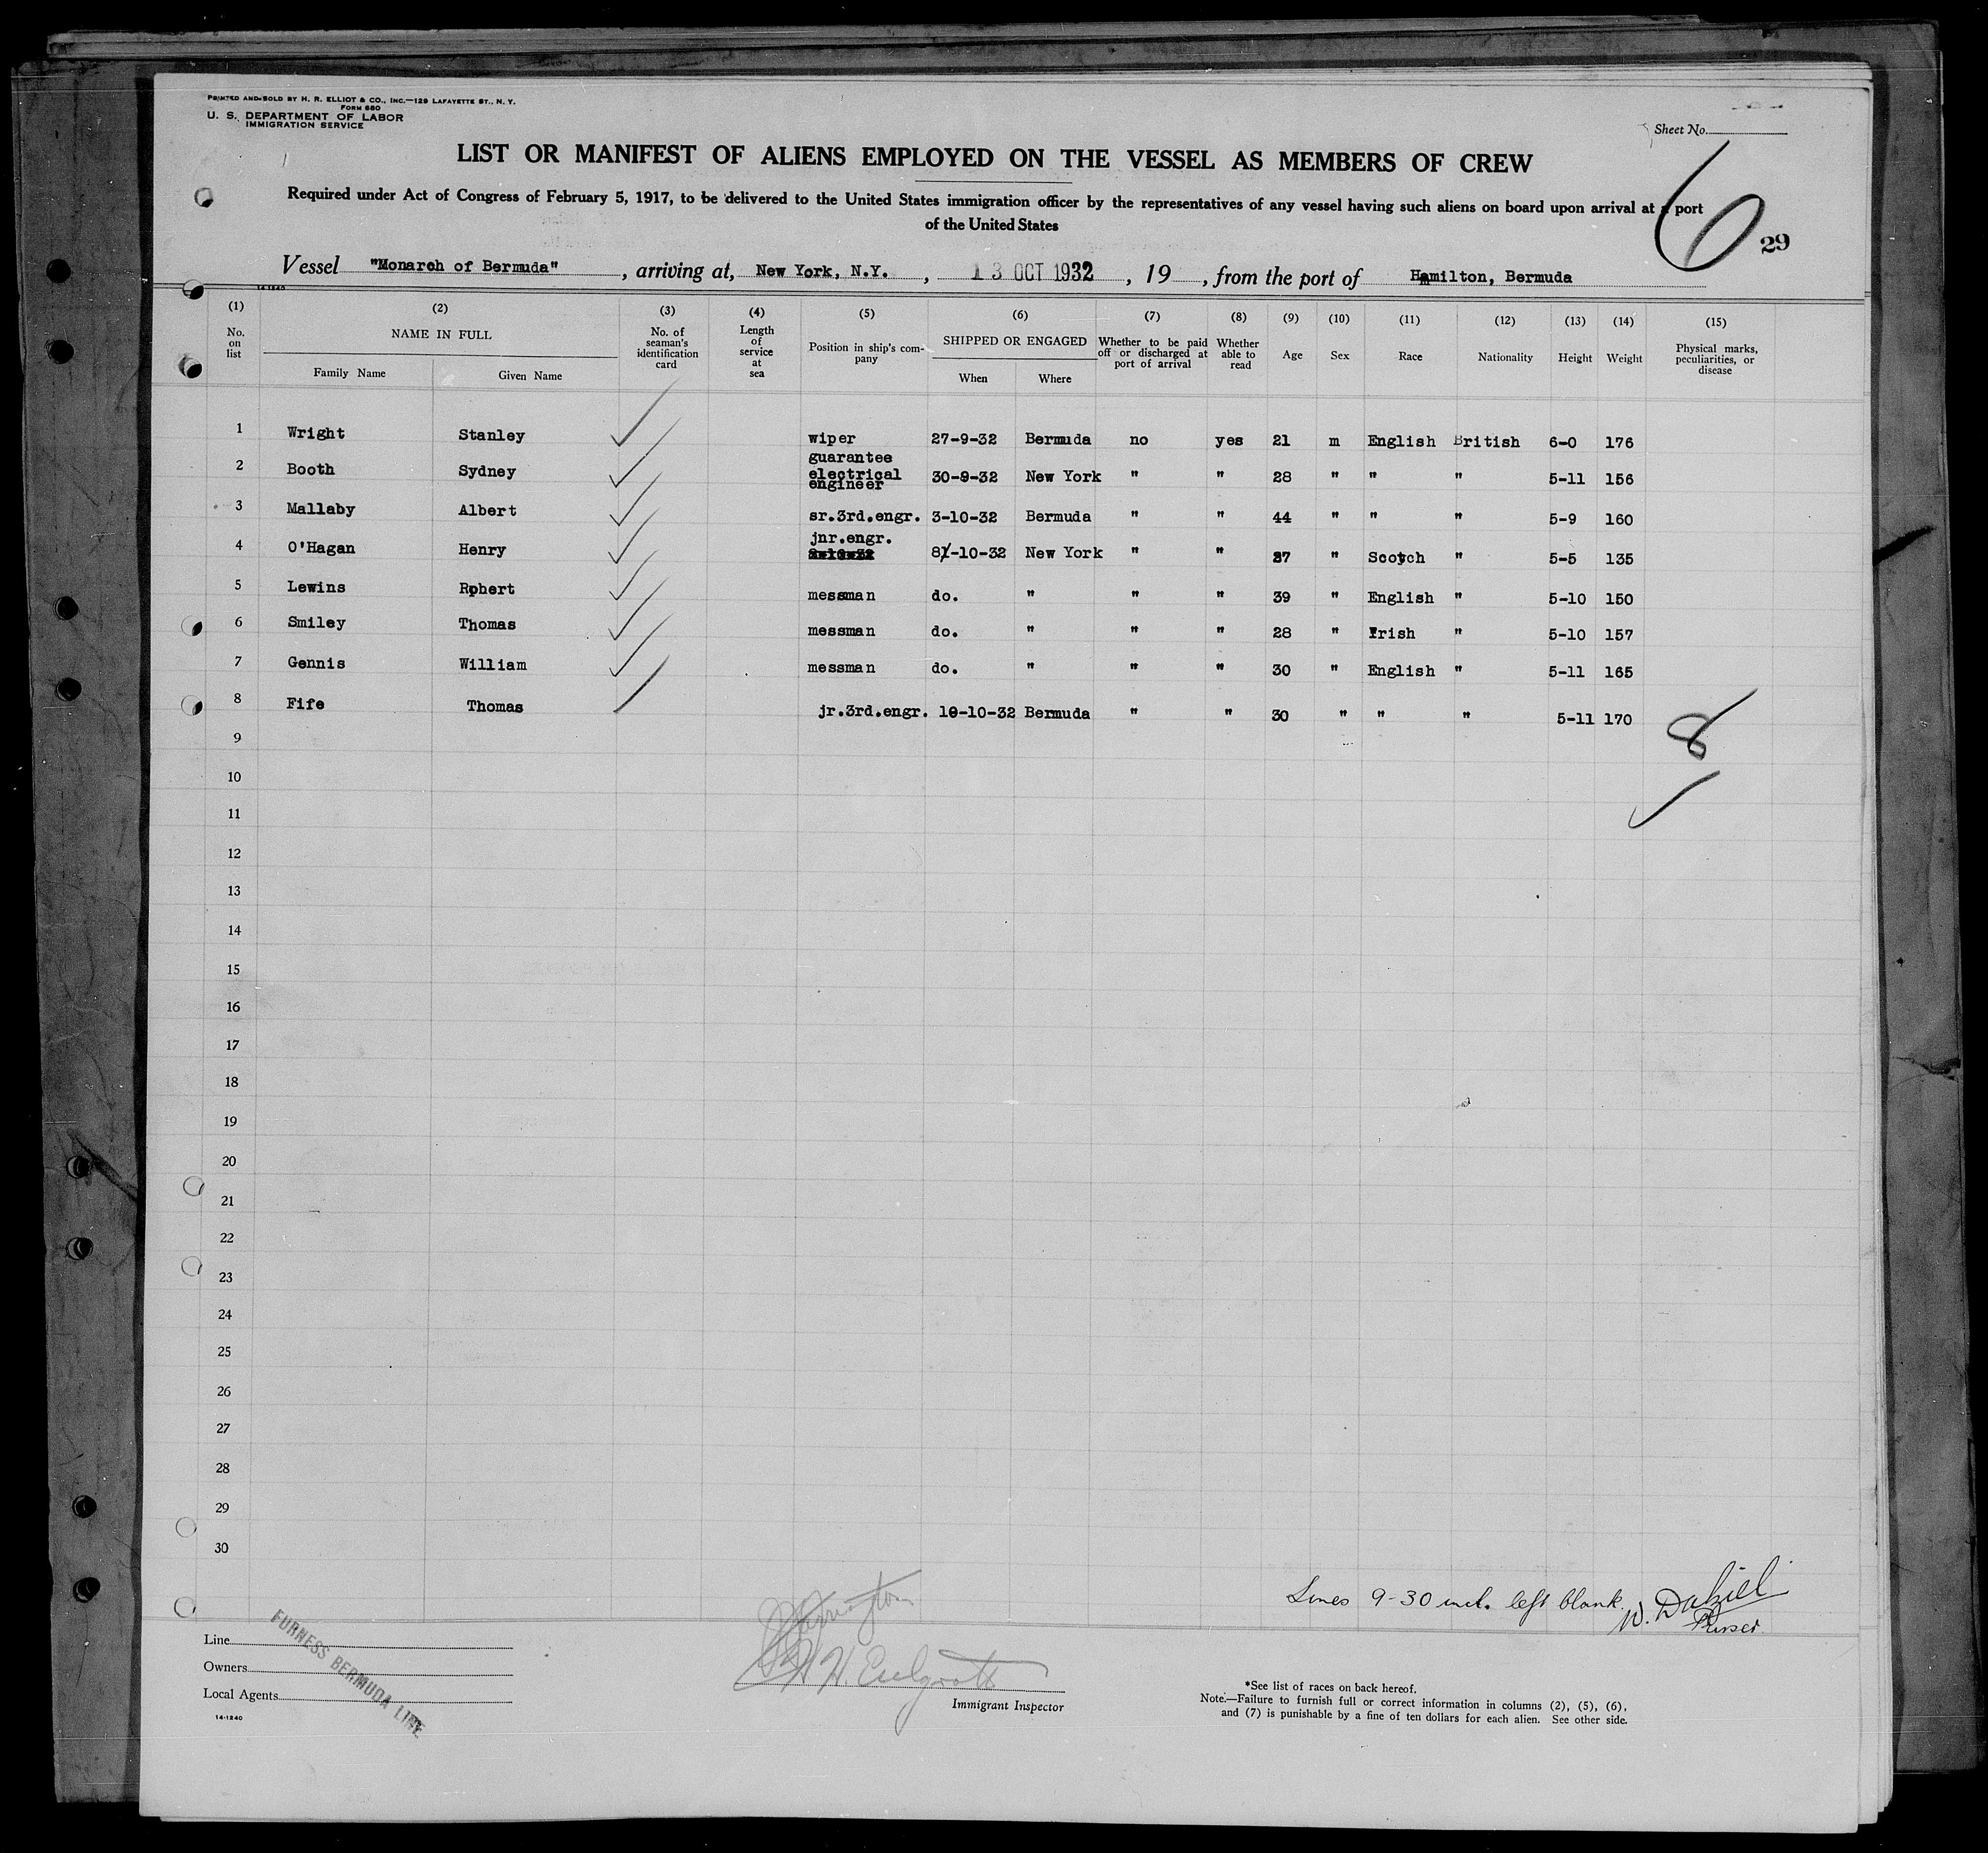 PRINTED AND SOLD BY H. R. ELLIOT & CO., INC.—129 LAFAYETTE ST., N. Y.
FORM 680
U. S. DEPARTMENT OF LABOR
IMMIGRATION SERVICE
Sheet No.
LIST OR MANIFEST OF ALIENS EMPLOYED ON THE VESSEL AS MEMBERS OF CREW
Required under Act of Congress of February 5, 1917, to be delivered to the United States immigration officer by the representatives of any vessel having such aliens on board upon arrival at a port
of the United States
6
29
Vessel "Monarch of Bermuda", arriving at, New York, N.Y., 13 OCT 1932, 19, from the port of Hamilton, Bermuda
14-1240
(1) (2) (3) (4) (5) (6) (7) (8) (9) (10) (11) (12) (13) (14) (15)
No. on list NAME IN FULL No. of seaman's identification card Length of service at sea Position in ship's company SHIPPED OR ENGAGED Whether to be paid off or discharged at port of arrival Whether able to read Age Sex Race Nationality Height Weight Physical marks, peculiarities, or disease
Family Name Given Name When Where
1 Wright Stanley wiper 27-9-32 Bermuda no yes 21 m English British 6-0 176
2 Booth Sydney guarantee electrical engineer 30-9-32 New York " " 28 " " " 5-11 156
3 Mallaby Albert sr.3rd.engr. 3-10-32 Bermuda " " 44 " " " 5-9 160
4 O'Hagan Henry jnr.engr. 8-10-32 New York " " 27 " Scotch " 5-5 135
5 Lewins Robert messman do. " " " 39 " English " 5-10 150
6 Smiley Thomas messman do. " " " 28 " Irish " 5-10 157
7 Gennis William messman do. " " " 30 " English " 5-11 165
8 Fife Thomas jr.3rd.engr. 10-10-32 Bermuda " " 30 " " " 5-11 170
8
9
10
11
12
13
14
15
16
17
18
19
20
21
22
23
24
25
26
27
28
29
30
Lines 9-30 incl. left blank. W. Dalziel
Purser
Line
Owners
Local Agents
14-1240
FURNESS BERMUDA LINE
Immigrant Inspector
*See list of races on back hereof.
Note.—Failure to furnish full or correct information in columns (2), (5), (6),
and (7) is punishable by a fine of ten dollars for each alien. See other side.